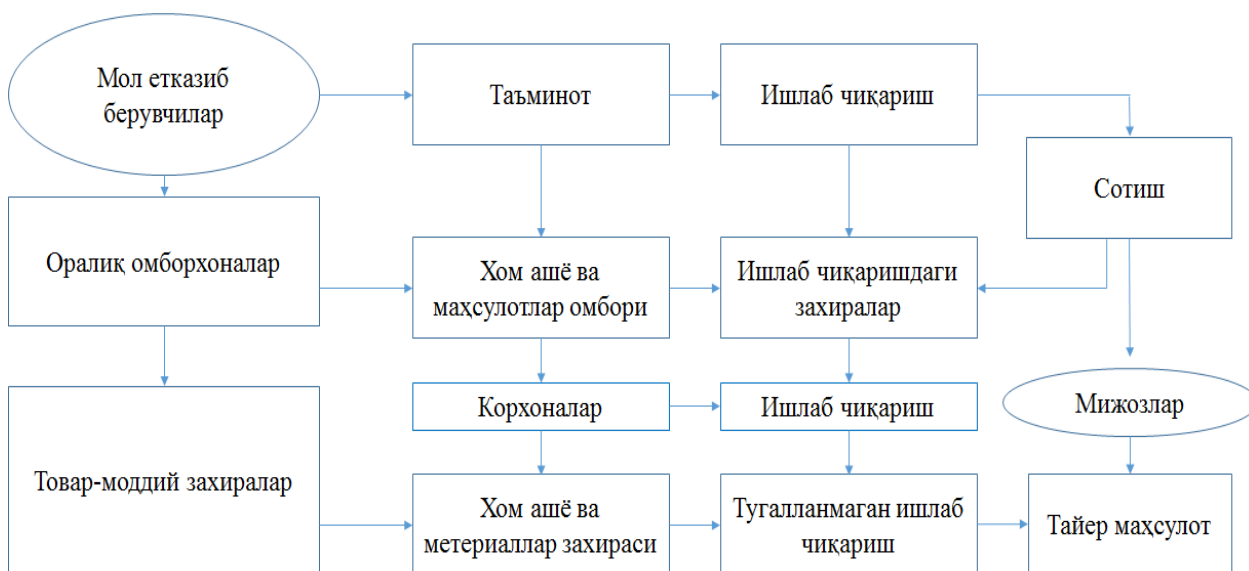 Мол етказиб
берувчилар
Таъминот
Ишлаб чиқариш
Сотиш
Оралиқ омборхоналар
Хом ашё ва
маҳсулотлар омбори
Ишлаб чиқаришдаги
захиралар
Корхоналар
Ишлаб чиқариш
Мижозлар
Товар-моддий захиралар
Хом ашё ва
метериаллар захираси
Тугалланмаган ишлаб
чиқариш
Тайер маҳсулот